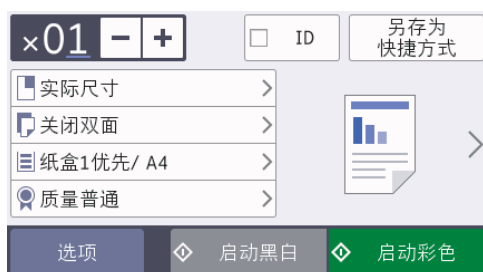 ×01 − +
ID
另存为
快捷方式
实际尺寸
关闭双面
纸盒1优先/ A4
质量普通
选项
启动黑白
启动彩色